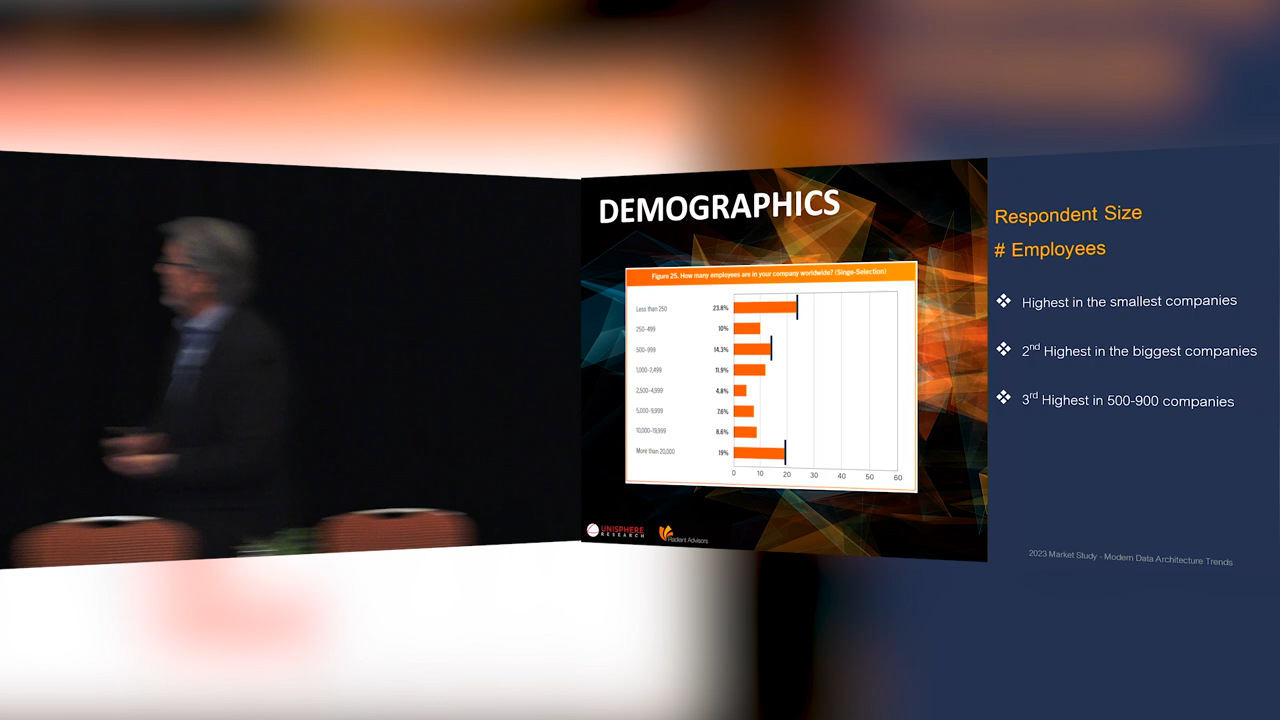 DEMOGRAPHICS
Figure 25. How many employees are in your company worldwide? (Singe-Selection)
Less than 250 23.8%
250–499 10%
500–999 14.3%
1,000–2,499 11.9%
2,500–4,999 4.8%
5,000–9,999 7.6%
10,000–19,999 8.6%
More than 20,000 19%
0 10 20 30 40 50 60
UNISPHERE
RESEARCH
Radiant Advisors
Respondent Size
# Employees
❖ Highest in the smallest companies
❖ 2nd Highest in the biggest companies
❖ 3rd Highest in 500-900 companies
2023 Market Study - Modern Data Architecture Trends